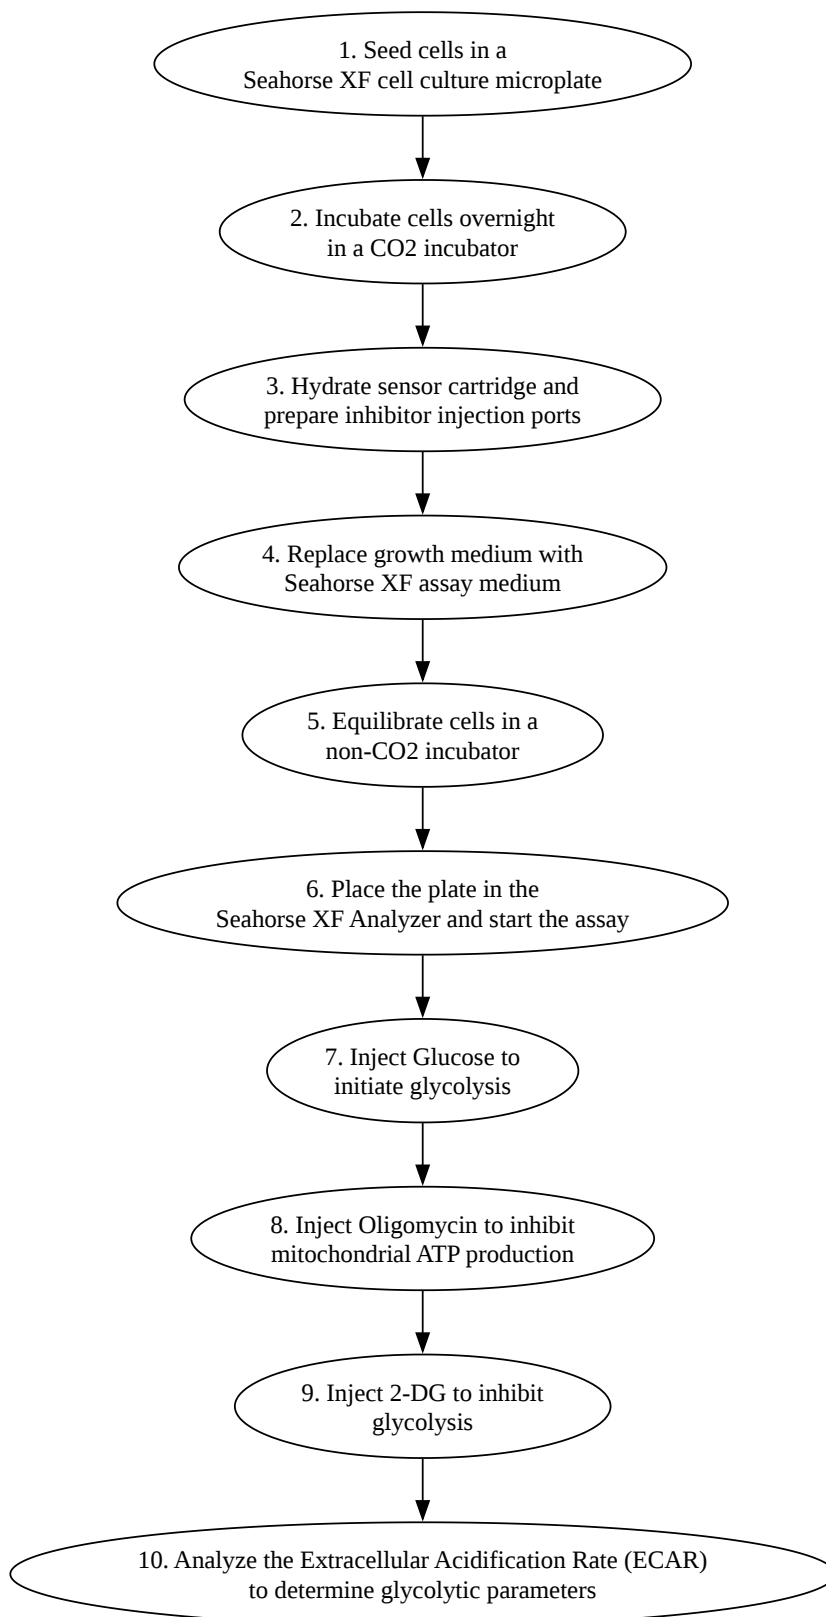 1. Seed cells in a
Seahorse XF cell culture microplate
2. Incubate cells overnight
in a CO2 incubator
3. Hydrate sensor cartridge and
prepare inhibitor injection ports
4. Replace growth medium with
Seahorse XF assay medium
5. Equilibrate cells in a
non-CO2 incubator
6. Place the plate in the
Seahorse XF Analyzer and start the assay
7. Inject Glucose to
initiate glycolysis
8. Inject Oligomycin to inhibit
mitochondrial ATP production
9. Inject 2-DG to inhibit
glycolysis
10. Analyze the Extracellular Acidification Rate (ECAR)
to determine glycolytic parameters